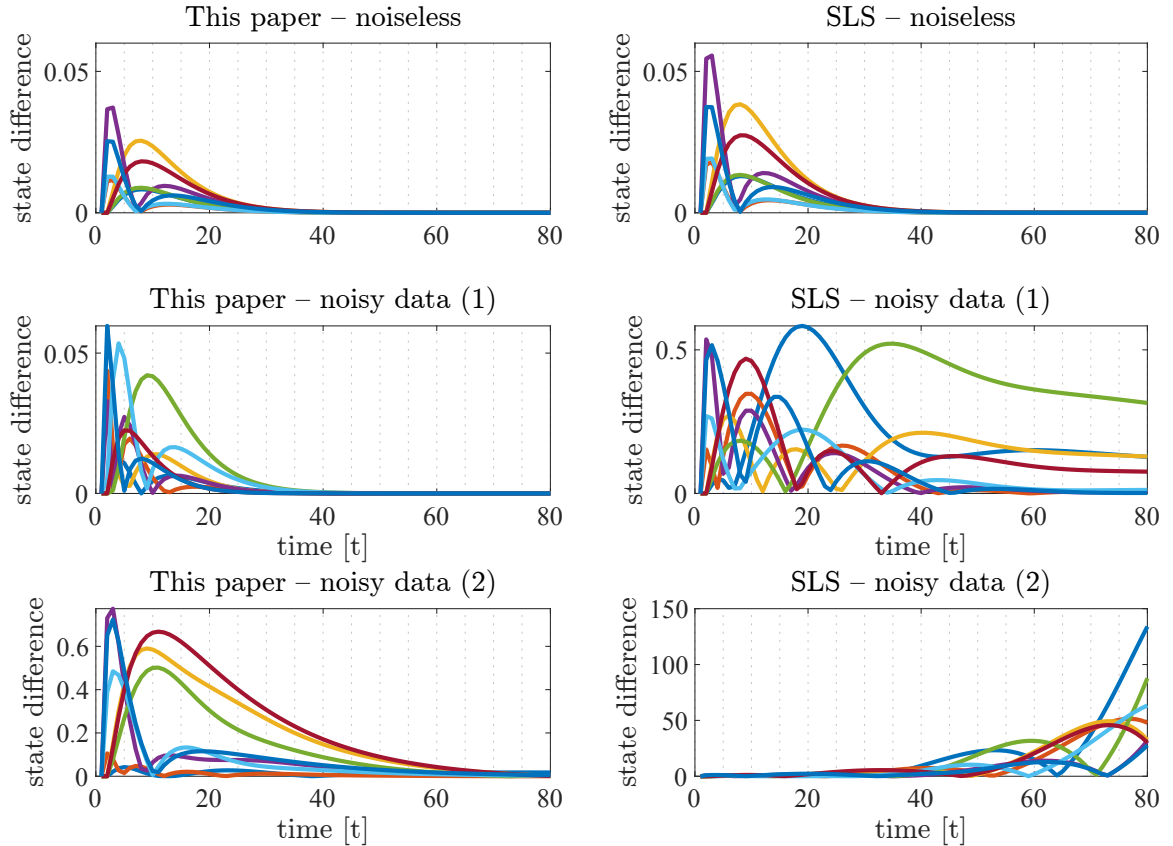 This paper – noiseless
state difference
0.05
0
0 20 40 60 80
SLS – noiseless
state difference
0.05
0
0 20 40 60 80
This paper – noisy data (1)
state difference
0.05
0
0 20 40 60 80
time [t]
SLS – noisy data (1)
state difference
0.5
0
0 20 40 60 80
time [t]
This paper – noisy data (2)
state difference
0.6
0.4
0.2
0
0 20 40 60 80
time [t]
SLS – noisy data (2)
state difference
150
100
50
0
0 20 40 60 80
time [t]